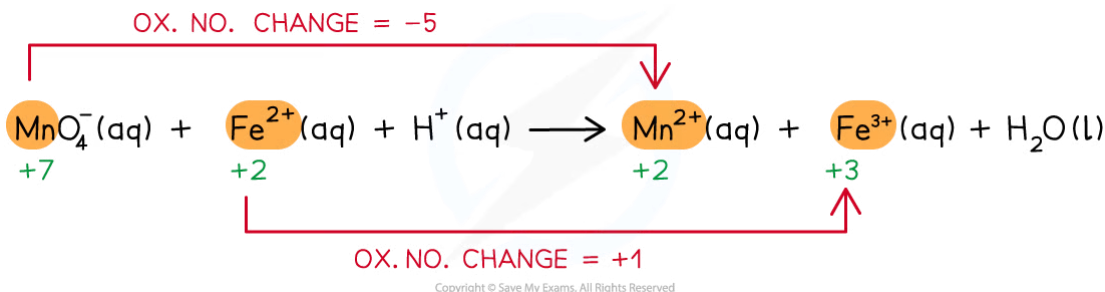 OX. NO. CHANGE = −5
MnO₄⁻(aq) + Fe²⁺(aq) + H⁺(aq) ⟶ Mn²⁺(aq) + Fe³⁺(aq) + H₂O(l)
+7 +2 +2 +3
OX. NO. CHANGE = +1
Copyright © Save My Exams. All Rights Reserved